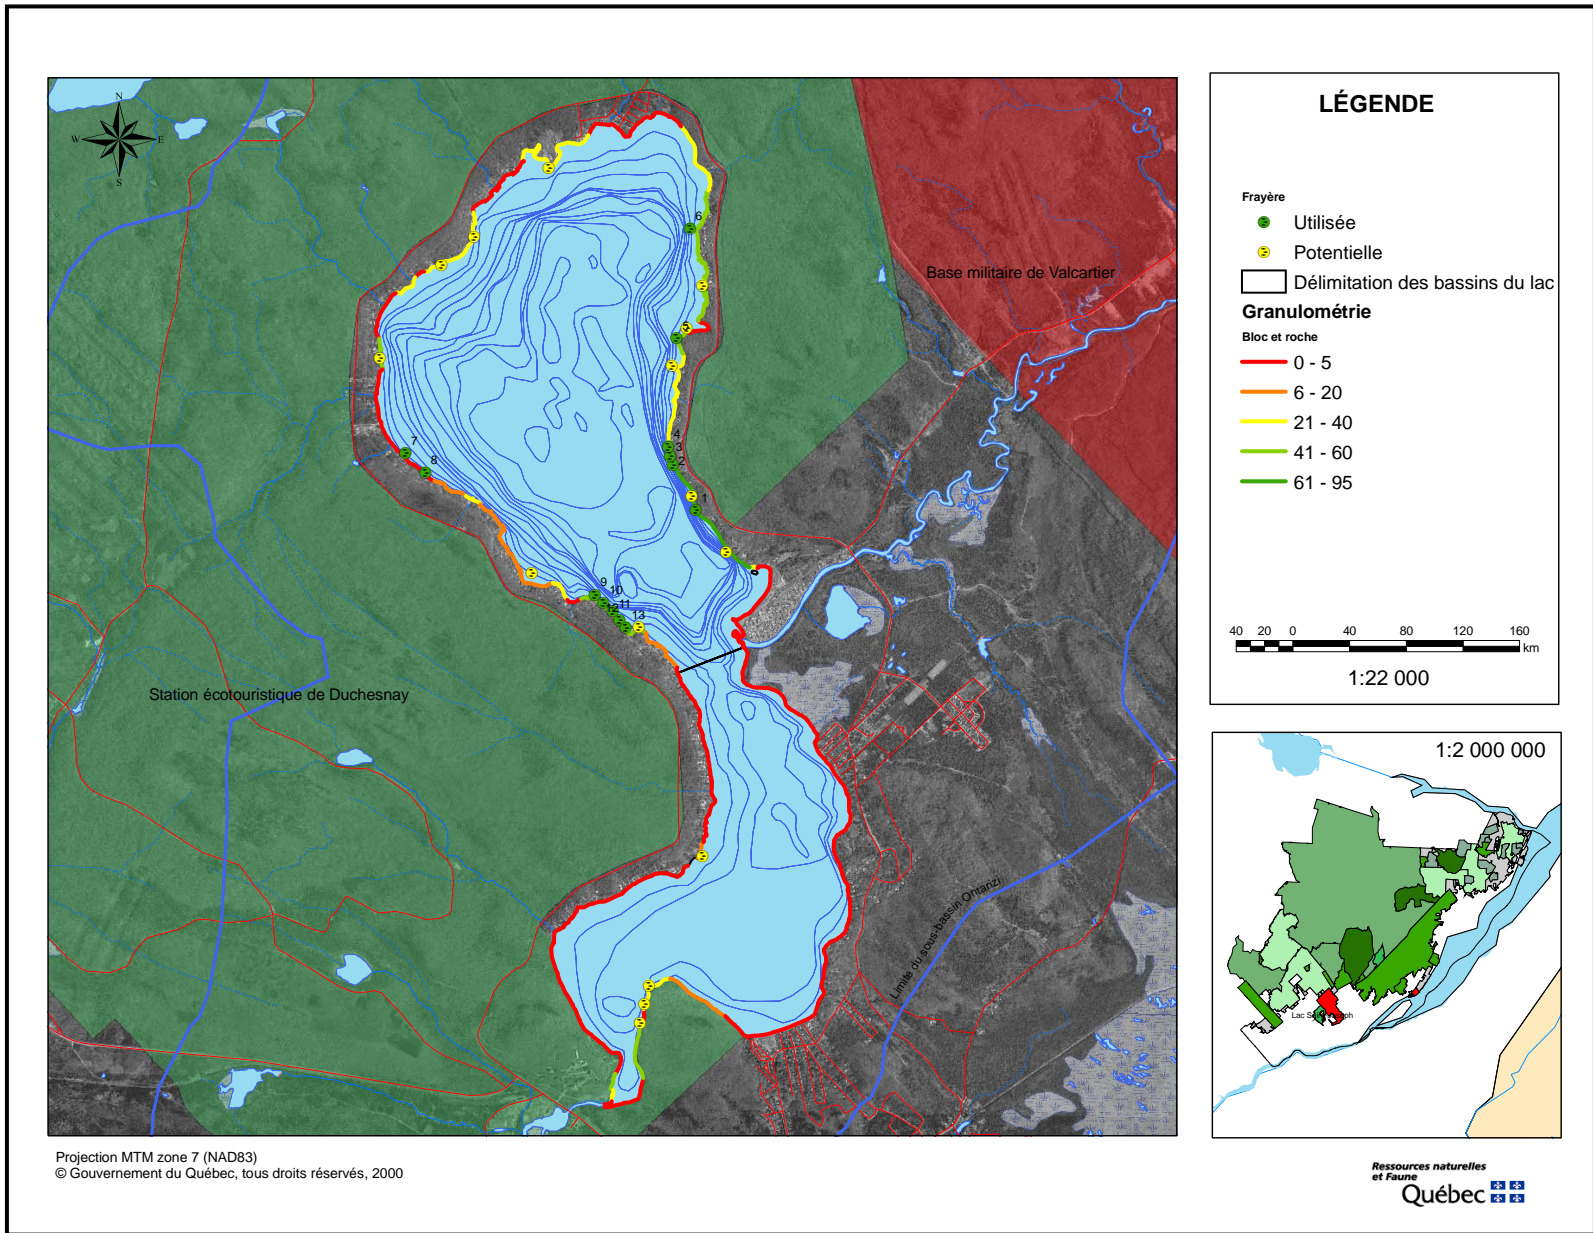 N
W
E
S
6
5
4
3
2
1
7
8
9
10
11
12
13
Base militaire de Valcartier
Station écotouristique de Duchesnay
Limite du sous-bassin Ontaritzi
LÉGENDE
Frayère
Utilisée
Potentielle
Délimitation des bassins du lac
Granulométrie
Bloc et roche
0 - 5
6 - 20
21 - 40
41 - 60
61 - 95
40 20 0 40 80 120 160
km
1:22 000
1:2 000 000
Lac Saint-Joseph
Projection MTM zone 7 (NAD83)
© Gouvernement du Québec, tous droits réservés, 2000
Ressources naturelles
et Faune
Québec